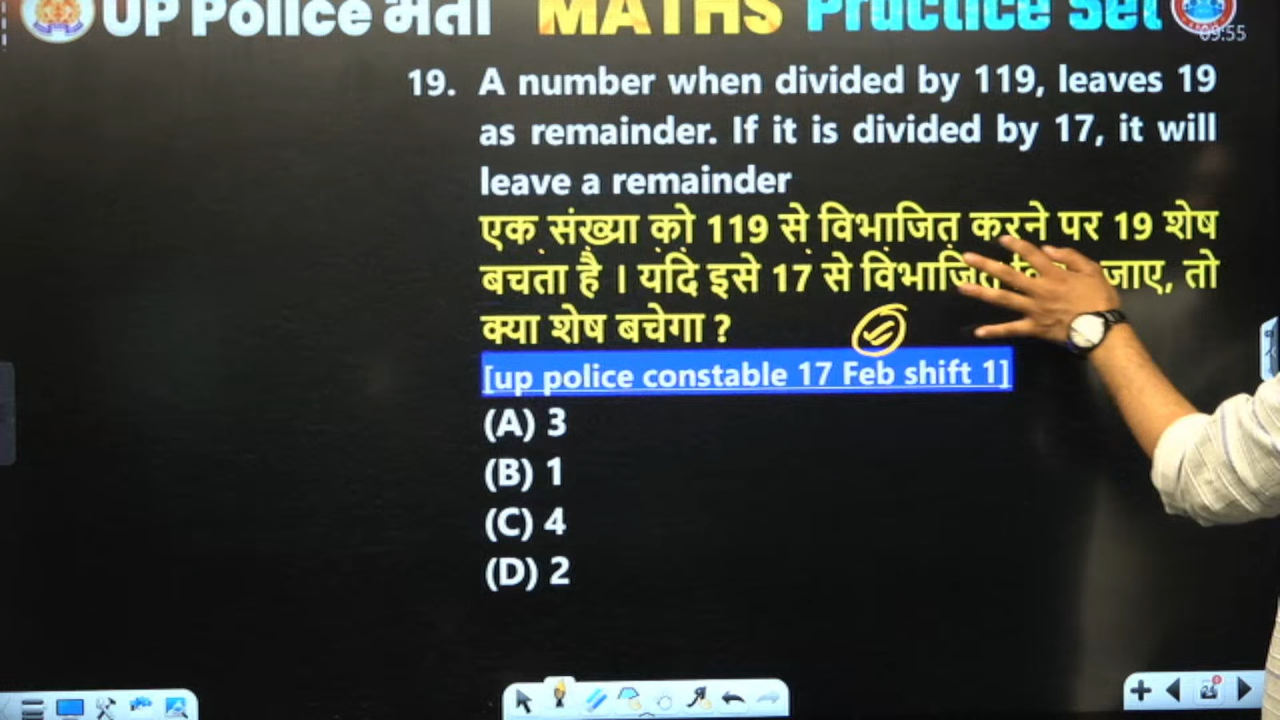 UP Police भर्ती MATHS Practice Set
09:55
19. A number when divided by 119, leaves 19
as remainder. If it is divided by 17, it will
leave a remainder
एक संख्या को 119 से विभाजित करने पर 19 शेष
बचता है । यदि इसे 17 से विभाजित जाए, तो
क्या शेष बचेगा ?
[up police constable 17 Feb shift 1]
(A) 3
(B) 1
(C) 4
(D) 2